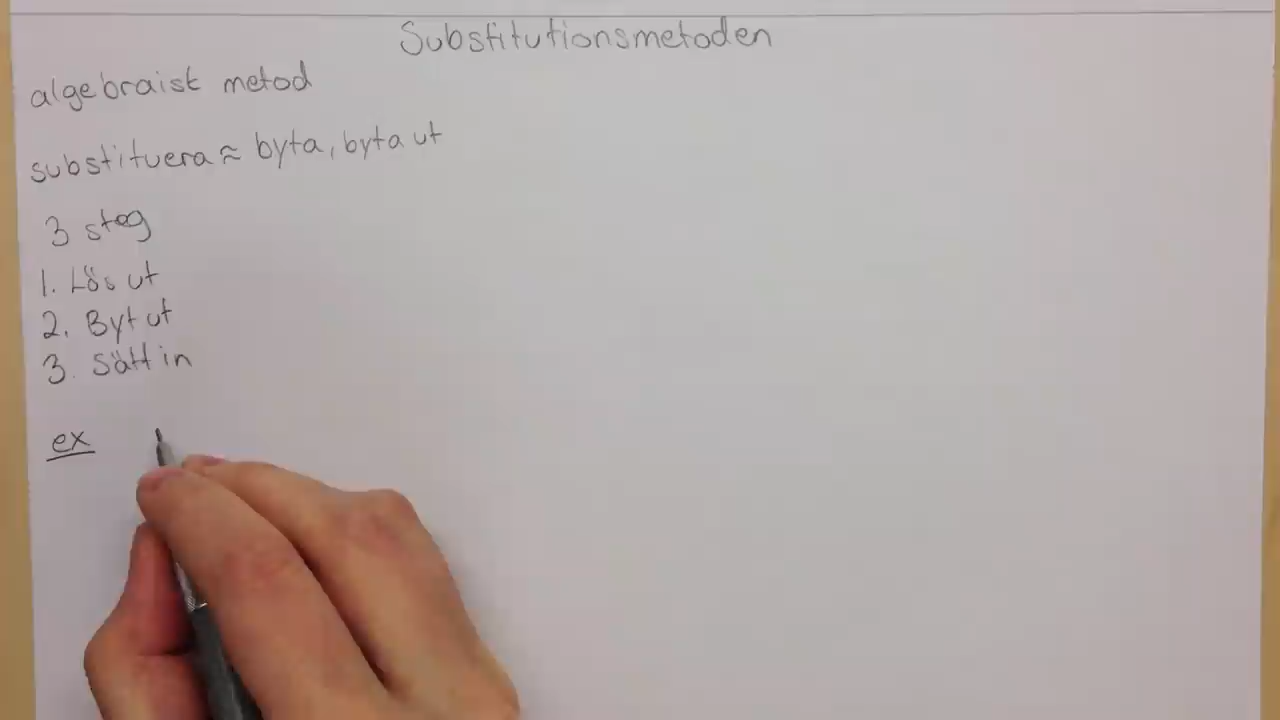 Substitutionsmetoden
algebraisk metod
substituera ≈ byta, byta ut
3 steg
1. Lös ut
2. Byt ut
3. Sätt in
ex